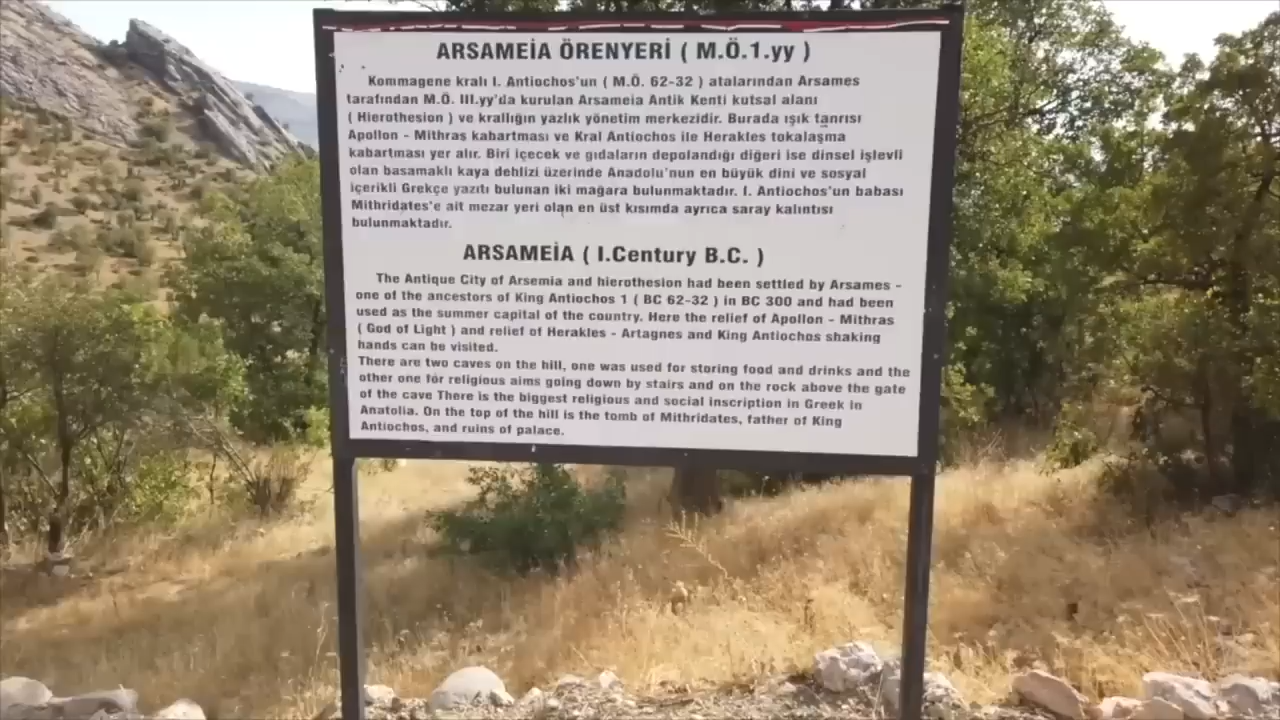 ARSAMEİA ÖRENYERİ ( M.Ö.1.yy )
Kommagene kralı I. Antiochos'un ( M.Ö. 62-32 ) atalarından Arsames
tarafından M.Ö. III.yy'da kurulan Arsameia Antik Kenti kutsal alanı
( Hierothesion ) ve krallığın yazlık yönetim merkezidir. Burada ışık tanrısı
Apollon - Mithras kabartması ve Kral Antiochos ile Herakles tokalaşma
kabartması yer alır. Biri içecek ve gıdaların depolandığı diğeri ise dinsel işlevli
olan basamaklı kaya dehlizi üzerinde Anadolu'nun en büyük dini ve sosyal
içerikli Grekçe yazıtı bulunan iki mağara bulunmaktadır. I. Antiochos'un babası
Mithridates'e ait mezar yeri olan en üst kısımda ayrıca saray kalıntısı
bulunmaktadır.
ARSAMEİA ( I.Century B.C. )
The Antique City of Arsemia and hierothesion had been settled by Arsames -
one of the ancestors of King Antiochos 1 ( BC 62-32 ) in BC 300 and had been
used as the summer capital of the country. Here the relief of Apollon - Mithras
( God of Light ) and relief of Herakles - Artagnes and King Antiochos shaking
hands can be visited.
There are two caves on the hill, one was used for storing food and drinks and the
other one för religious aims going down by stairs and on the rock above the gate
of the cave There is the biggest religious and social inscription in Greek in
Anatolia. On the top of the hill is the tomb of Mithridates, father of King
Antiochos, and ruins of palace.